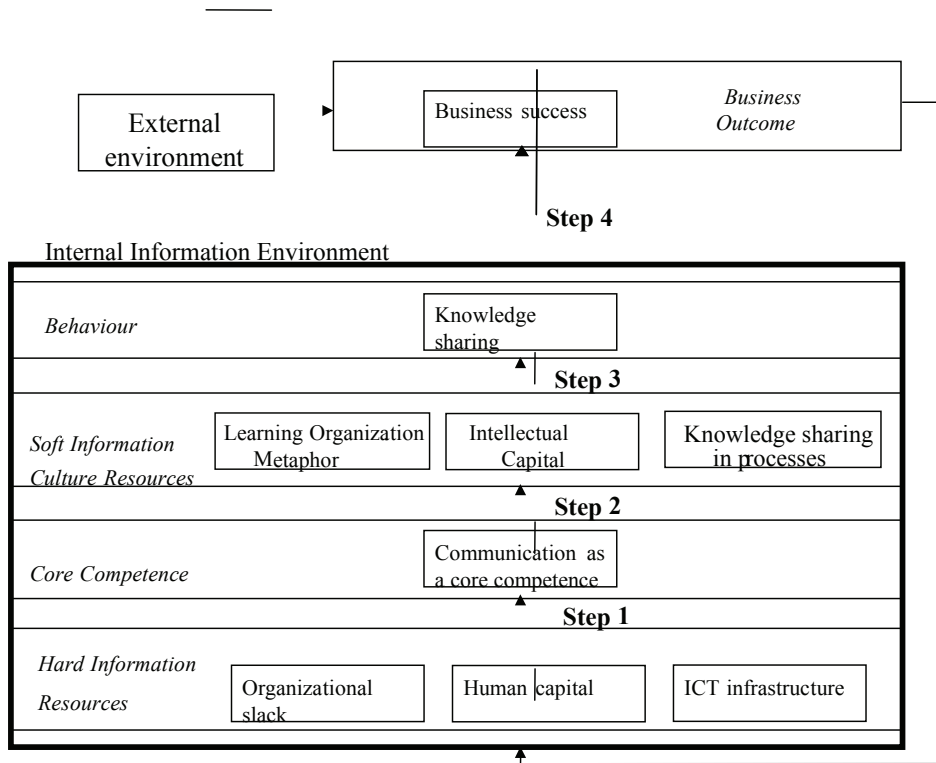 External
environment
Business success
Business
Outcome
Step 4
Internal Information Environment
Behaviour
Knowledge
sharing
Step 3
Soft Information
Culture Resources
Learning Organization
Metaphor
Intellectual
Capital
Knowledge sharing
in processes
Step 2
Core Competence
Communication as
a core competence
Step 1
Hard Information
Resources
Organizational
slack
Human capital
ICT infrastructure